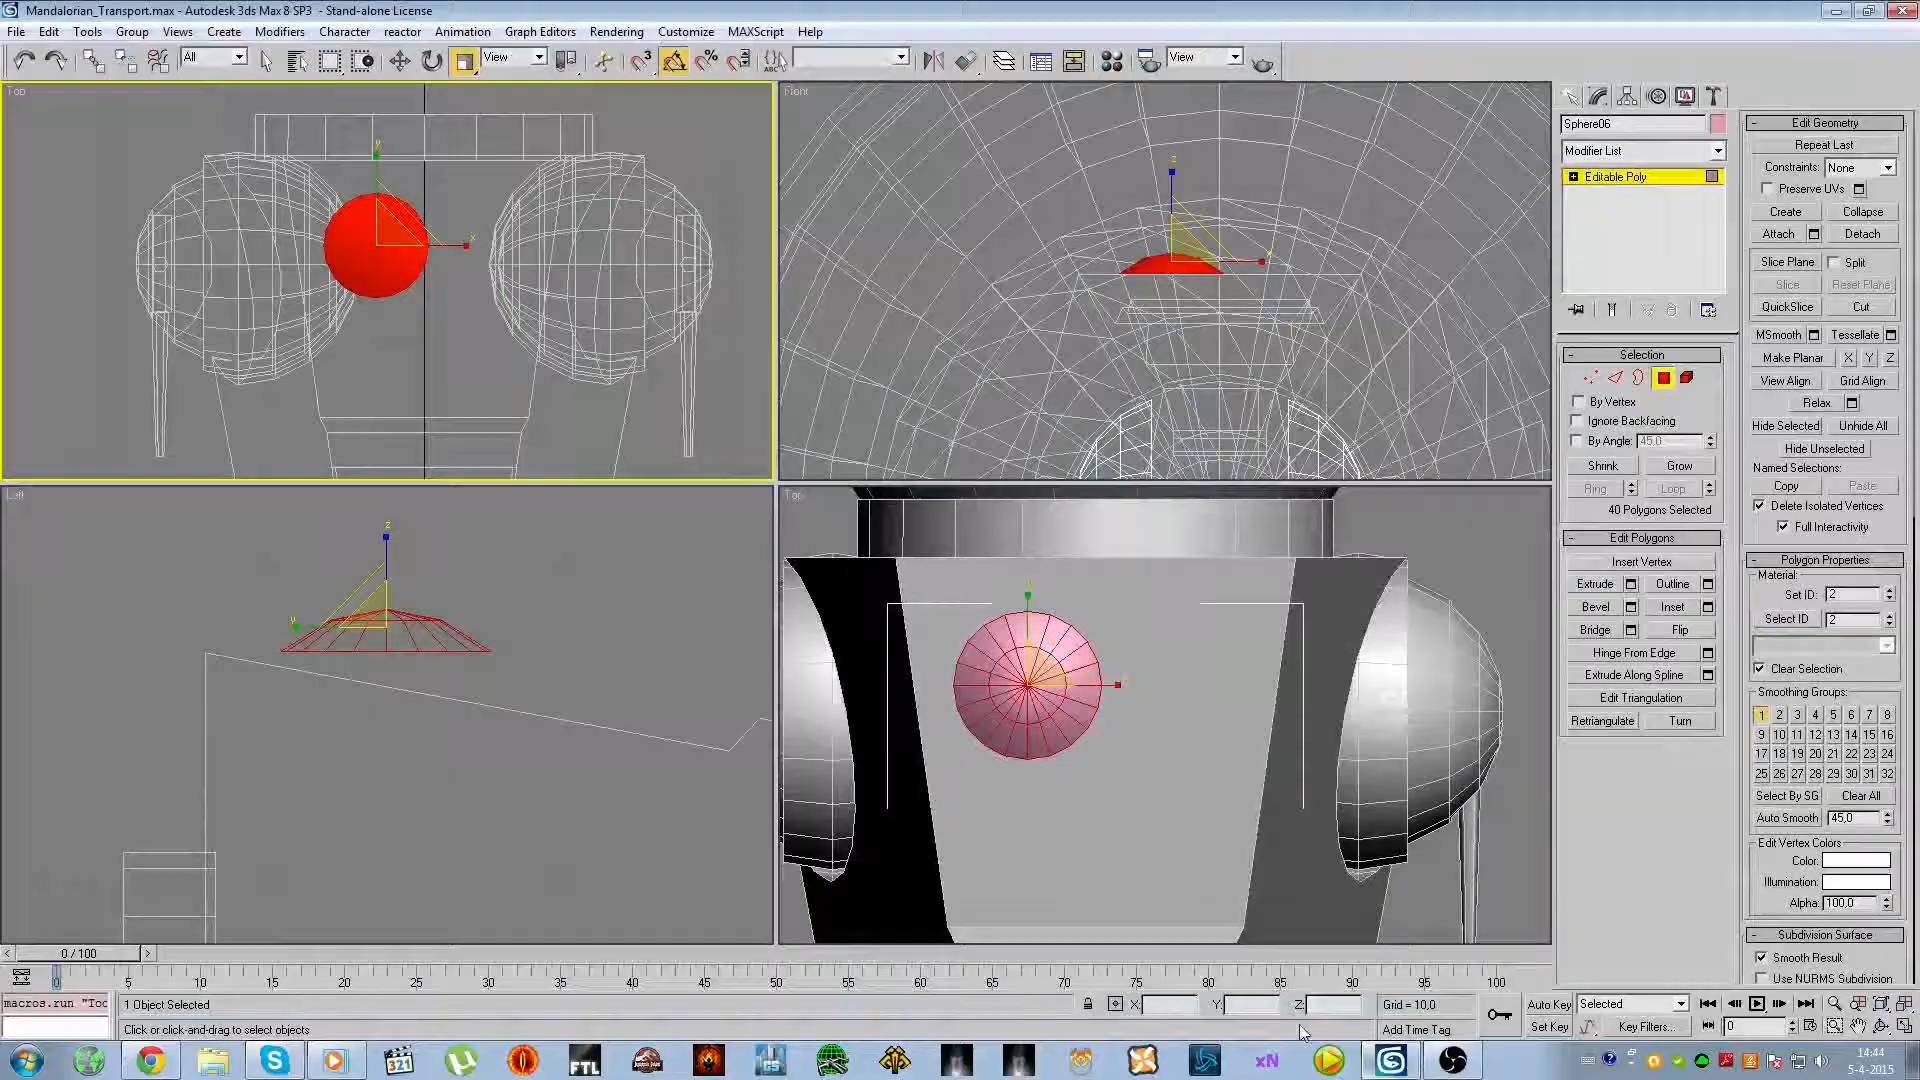 Mandalorian_Transport.max - Autodesk 3ds Max 8 SP3 - Stand-alone License
File Edit Tools Group Views Create Modifiers Character reactor Animation Graph Editors Rendering Customize MAXScript Help
All View View
Top
Front
Left
Top
x y z
Sphere06
Modifier List
Editable Poly
Selection
By Vertex
Ignore Backfacing
By Angle: 45,0
Shrink Grow
Ring Loop
40 Polygons Selected
Edit Polygons
Insert Vertex
Extrude Outline
Bevel Inset
Bridge Flip
Hinge From Edge
Extrude Along Spline
Edit Triangulation
Retriangulate Turn
Edit Geometry
Repeat Last
Constraints: None
Preserve UVs
Create Collapse
Attach Detach
Slice Plane Split
Slice Reset Plane
QuickSlice Cut
MSmooth Tessellate
Make Planar X Y Z
View Align Grid Align
Relax
Hide Selected Unhide All
Hide Unselected
Named Selections:
Copy Paste
Delete Isolated Vertices
Full Interactivity
Polygon Properties
Material:
Set ID: 2
Select ID 2
Clear Selection
Smoothing Groups:
1 2 3 4 5 6 7 8
9 10 11 12 13 14 15 16
17 18 19 20 21 22 23 24
25 26 27 28 29 30 31 32
Select By SG Clear All
Auto Smooth 45,0
Edit Vertex Colors
Color:
Illumination:
Alpha: 100,0
Subdivision Surface
Smooth Result
Use NURMS Subdivision
0 / 100
0 5 10 15 20 25 30 35 40 45 50 55 60 65 70 75 80 85 90 95 100
macros.run "Too
1 Object Selected
X: Y: Z:
Grid = 10,0
Auto Key Selected
Click or click-and-drag to select objects
Add Time Tag
Set Key Key Filters... 0
321 FTL xN
14:44
5-4-2015